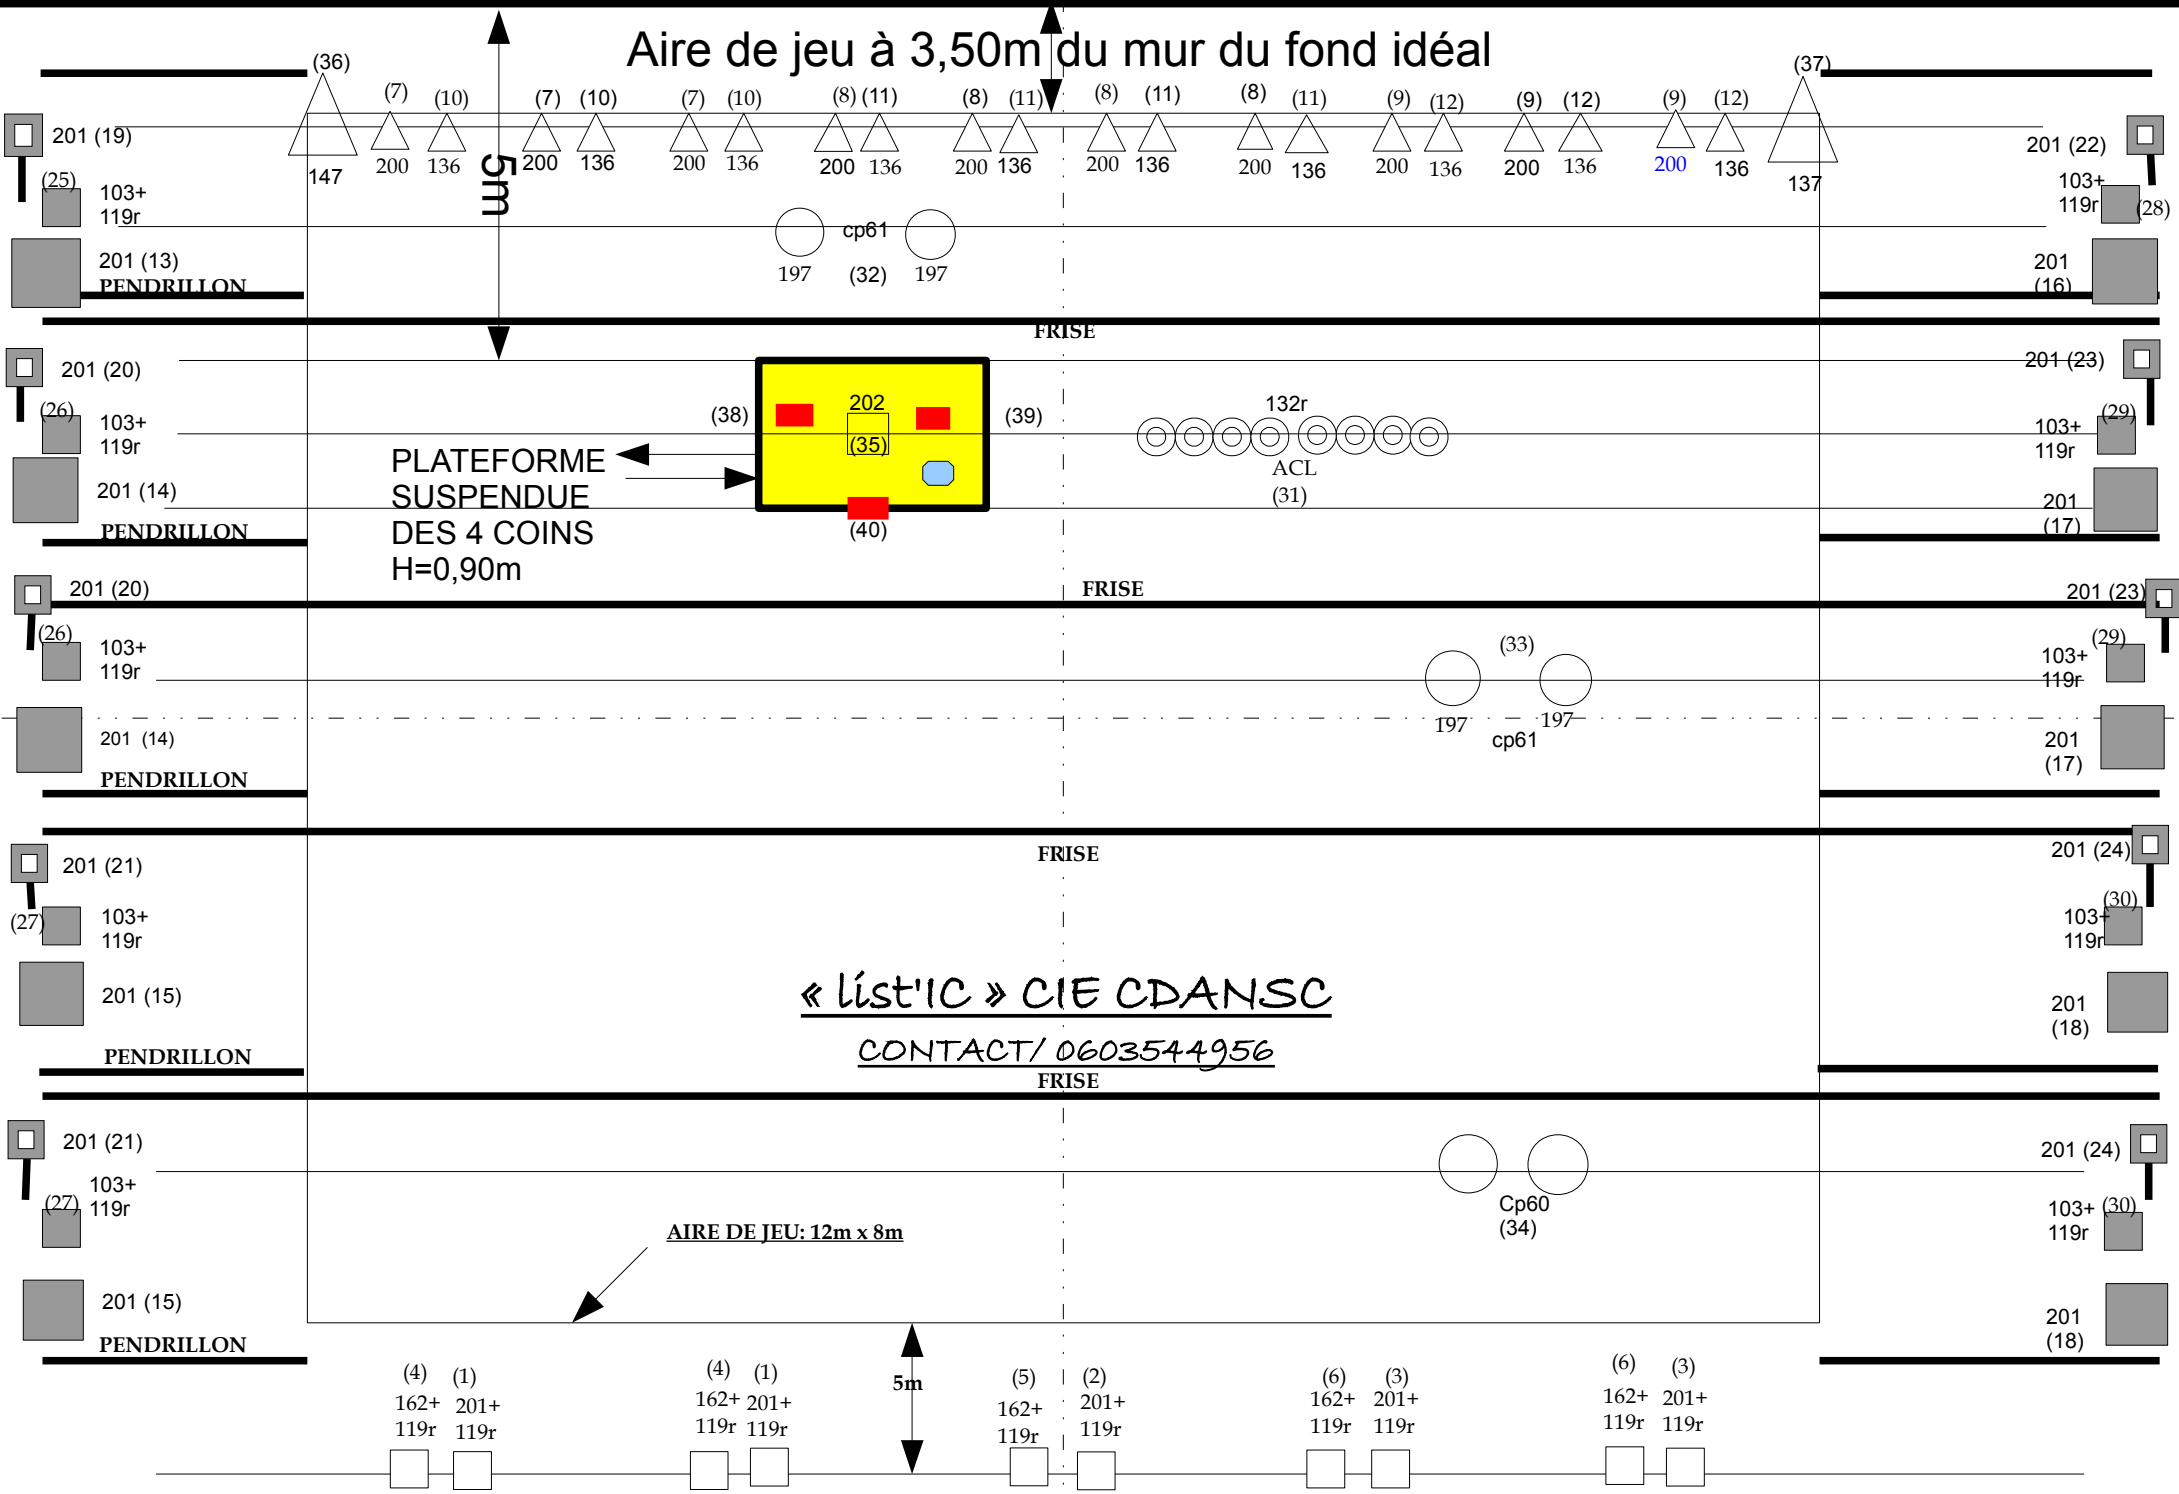 Aire de jeu à 3,50m du mur du fond idéal
(36) (37)
(7) (10) (7) (10) (7) (10) (8) (11) (8) (11) (8) (11) (8) (11) (9) (12) (9) (12) (9) (12)
147 200 136 200 136 200 136 200 136 200 136 200 136 200 136 200 136 200 136 200 136 137
5m
201 (19) 201 (22)
(25) 103+ 103+
119r 119r (28)
cp61
197 (32) 197
201 (13) 201
(16)
PENDRILLON
FRISE
201 (20) 201 (23)
(26) 103+ 103+ (29)
119r 119r
(38) 202 (39) 132r
(35)
ACL
(31)
PLATEFORME
SUSPENDUE
DES 4 COINS
H=0,90m
(40)
201 (14) 201
(17)
PENDRILLON
201 (20) FRISE 201 (23)
(26) 103+ 103+ (29)
119r 119r
(33)
197 197
cp61
201 (14) 201
(17)
PENDRILLON
FRISE
201 (21) 201 (24)
(27) 103+ 103+ (30)
119r 119r
201 (15) 201
(18)
« list'IC » CIE CDANSC
CONTACT/ 0603544956
PENDRILLON
FRISE
201 (21) 201 (24)
(27) 103+ 103+ (30)
119r 119r
Cp60
(34)
AIRE DE JEU: 12m x 8m
201 (15) 201
(18)
PENDRILLON
5m
(4) (1) (4) (1) (5) (2) (6) (3) (6) (3)
162+ 201+ 162+ 201+ 162+ 201+ 162+ 201+ 162+ 201+
119r 119r 119r 119r 119r 119r 119r 119r 119r 119r